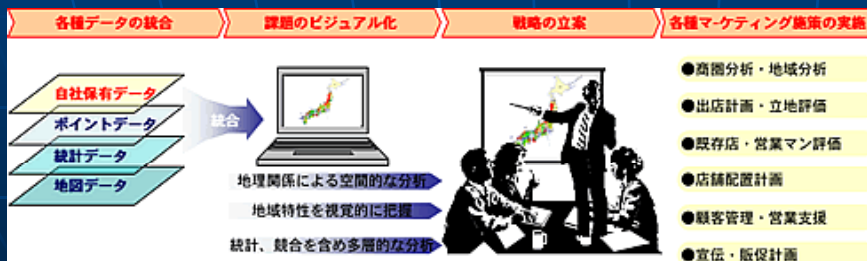 各種データの統合
課題のビジュアル化
戦略の立案
各種マーケティング施策の実施
自社保有データ
ポイントデータ
統計データ
地図データ
統合
地理関係による空間的な分析
地域特性を視覚的に把握
統計、競合を含め多層的な分析
●商圏分析・地域分析
●出店計画・立地評価
●既存店・営業マン評価
●店舗配置計画
●顧客管理・営業支援
●宣伝・販促計画